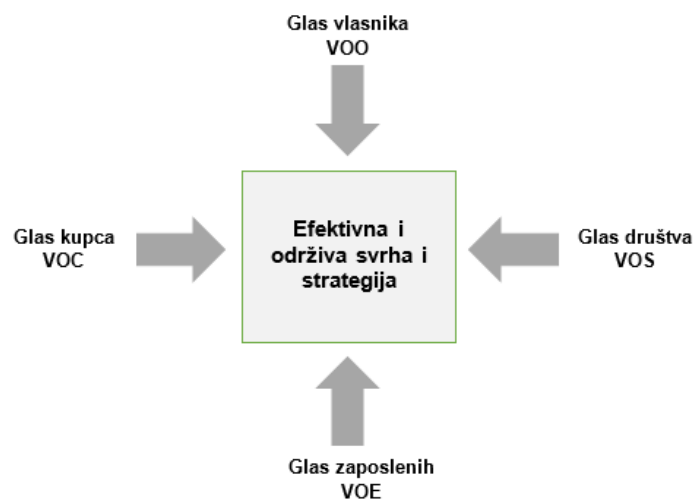 Glas vlasnika
VOO
Glas kupca
VOC
Efektivna i
održiva svrha i
strategija
Glas društva
VOS
Glas zaposlenih
VOE